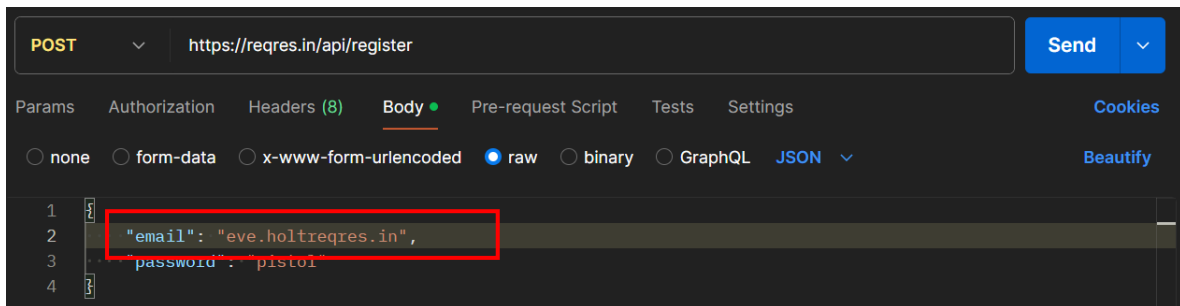 POST https://reqres.in/api/register Send
Params Authorization Headers (8) Body Pre-request Script Tests Settings Cookies
none form-data x-www-form-urlencoded raw binary GraphQL JSON Beautify
1 {
2 "email": "eve.holtreqres.in",
3 "password": "pistol"
4 }